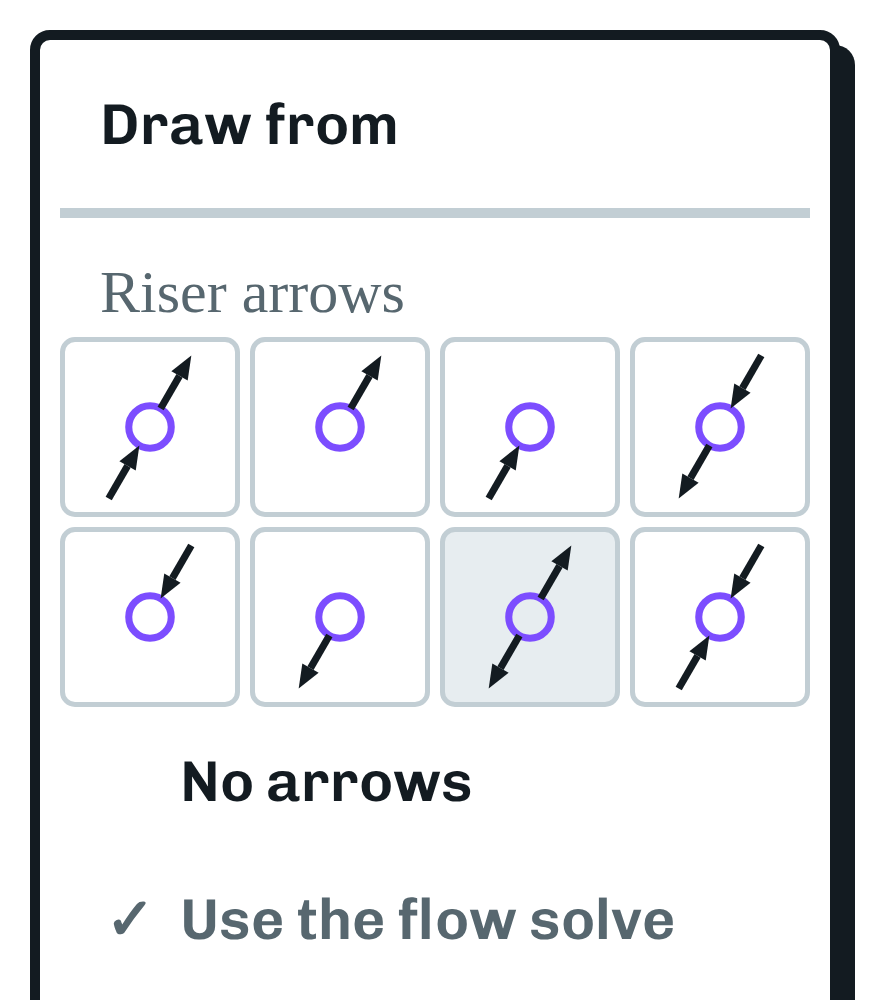 Draw from
Riser arrows
No arrows
✓ Use the flow solve